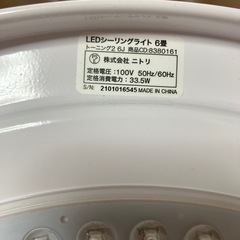 LEDシーリングライト 6畳
トーニング2 6J 商品CD:8380161
株式会社 ニトリ
定格電圧:100V 50Hz/60Hz
定格消費電力:33.5W
S/N: 2101016545 MADE IN CHINA